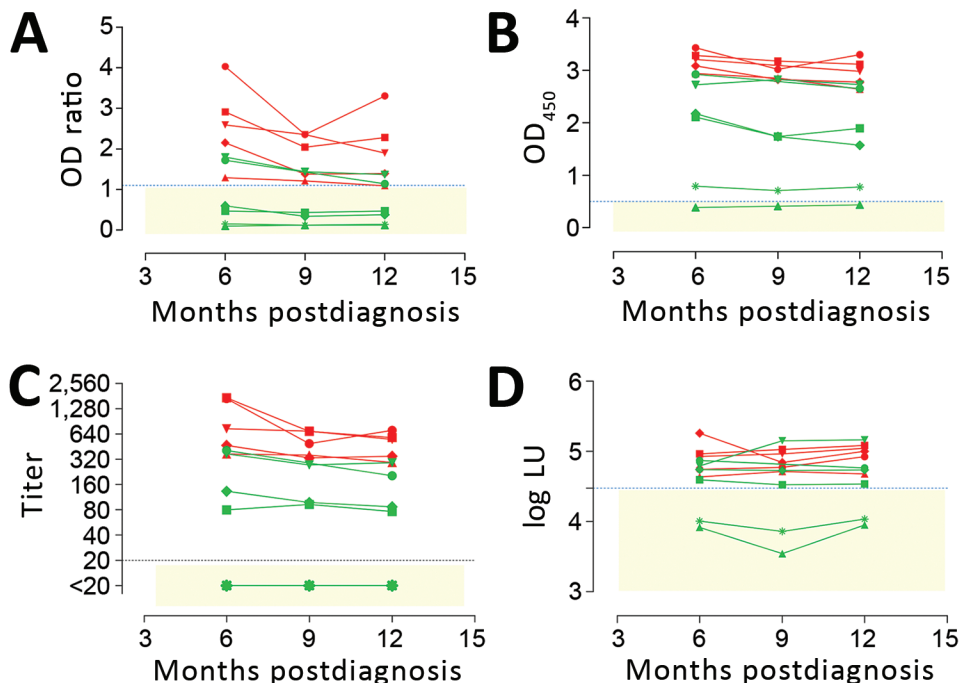 A
OD ratio
5
4
3
2
1
0
3 6 9 12 15
Months postdiagnosis
B
OD450
4
3
2
1
0
3 6 9 12 15
Months postdiagnosis
C
Titer
2,560
1,280
640
320
160
80
40
20
<20
3 6 9 12 15
Months postdiagnosis
D
log LU
6
5
4
3
3 6 9 12 15
Months postdiagnosis